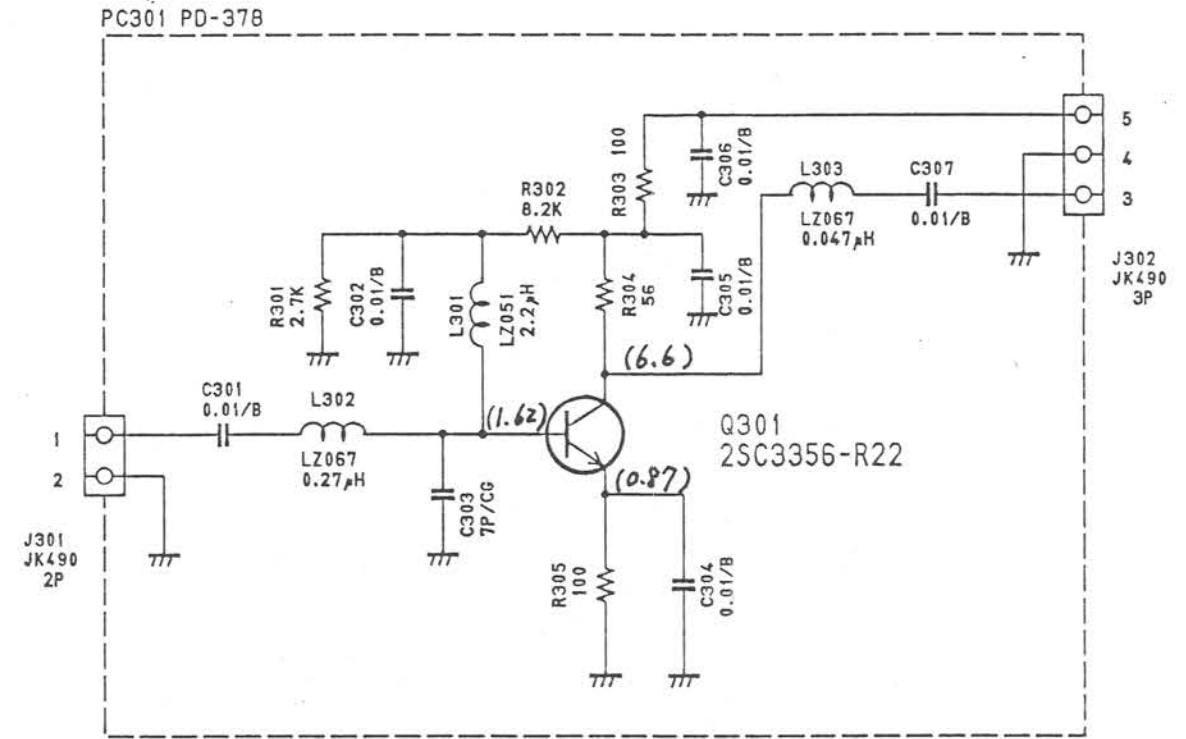 PC301 PD-378
5
4
3
J302
JK490
3P
R303 100
C306
0.01/B
L303
LZ067
0.047μH
C307
0.01/B
R302
8.2K
R301
2.7K
C302
0.01/B
L301
LZ051
2.2μH
R304
56
C305
0.01/B
(6.6)
C301
0.01/B
L302
LZ067
0.27μH
(1.62)
Q301
2SC3356-R22
1
2
J301
JK490
2P
C303
7P/CG
(0.87)
R305
100
C304
0.01/B